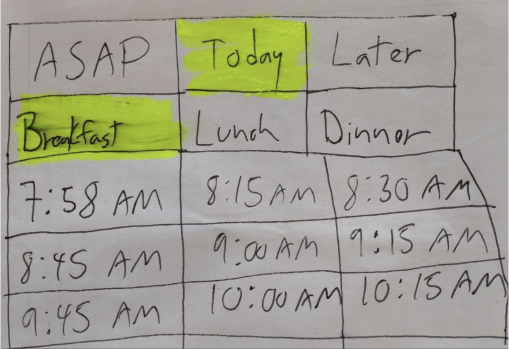 ASAP Today Later
Breakfast Lunch Dinner
7:58 AM 8:15 AM 8:30 AM
8:45 AM 9:00 AM 9:15 AM
9:45 AM 10:00 AM 10:15 AM